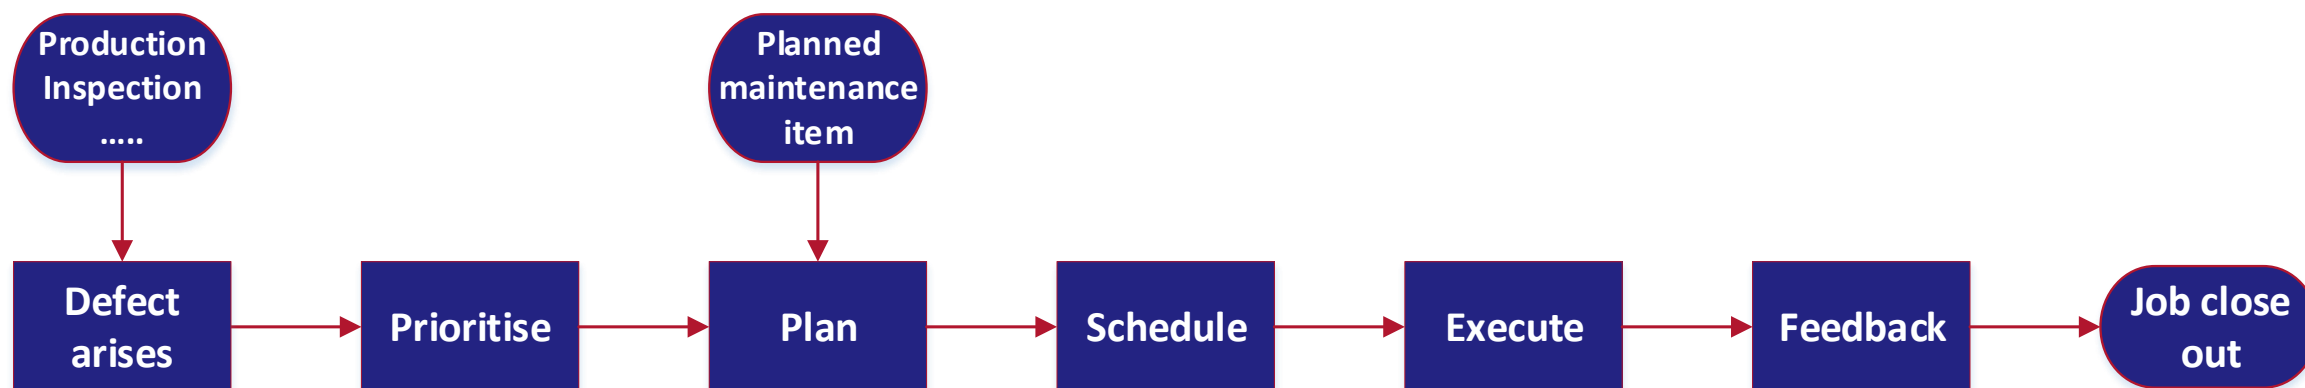 Production
Inspection
.....
Planned
maintenance
item
Defect
arises
Prioritise
Plan
Schedule
Execute
Feedback
Job close
out